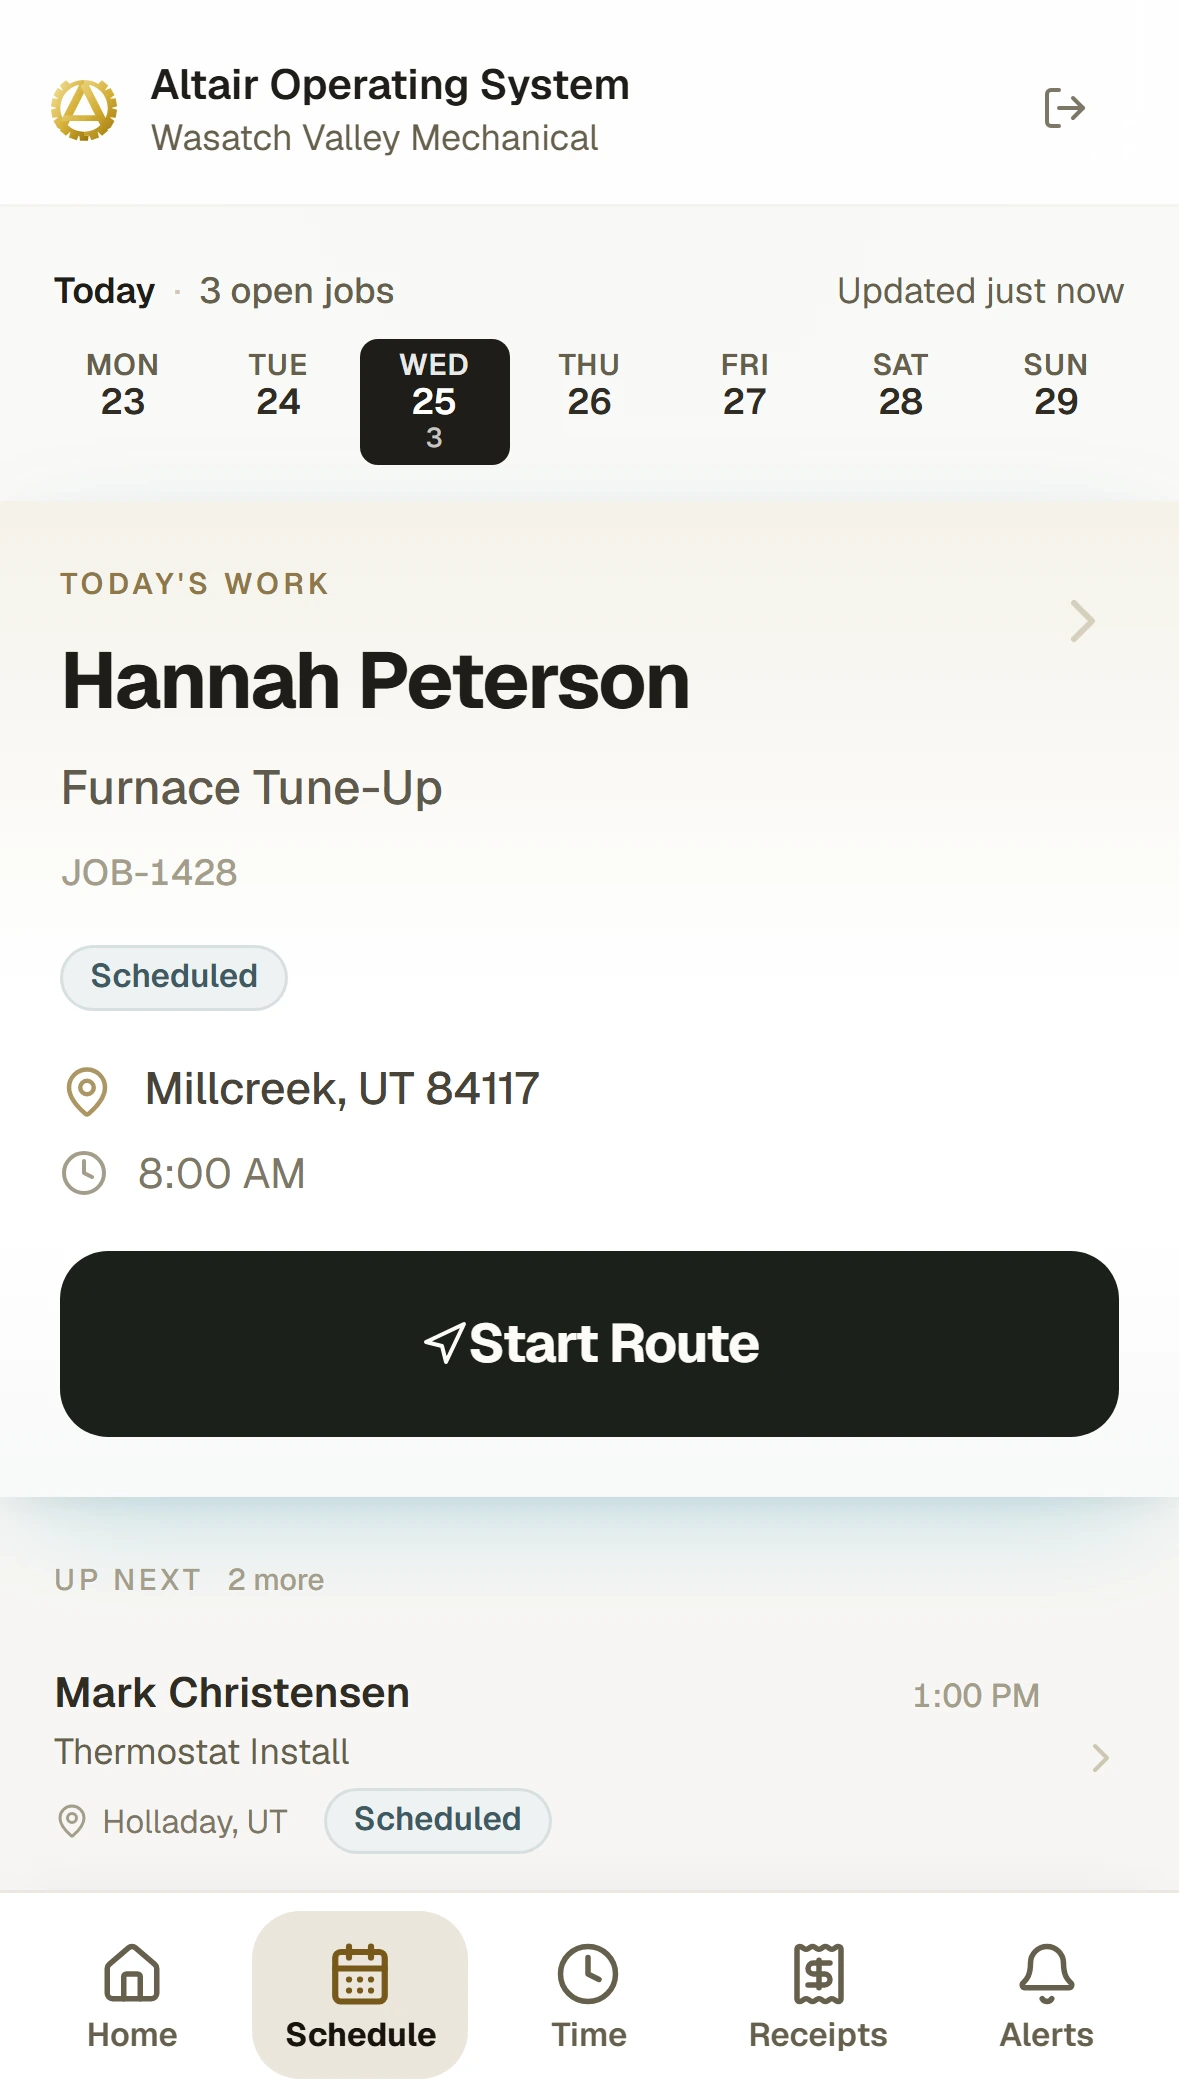 Altair Operating System
Wasatch Valley Mechanical
Today · 3 open jobs
Updated just now
MON TUE WED THU FRI SAT SUN
23 24 25 26 27 28 29
3
TODAY'S WORK
Hannah Peterson
Furnace Tune-Up
JOB-1428
Scheduled
Millcreek, UT 84117
8:00 AM
Start Route
UP NEXT 2 more
Mark Christensen
1:00 PM
Thermostat Install
Holladay, UT
Scheduled
Home Schedule Time Receipts Alerts